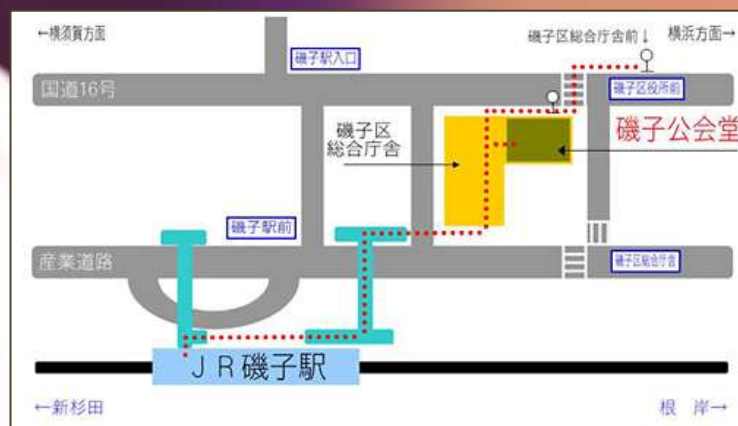 ←横須賀方面
磯子区総合庁舎前↓
横浜方面→
磯子駅入口
国道16号
磯子区役所前
磯子区
総合庁舎
磯子公会堂
磯子駅前
産業道路
磯子区総合庁舎
ＪＲ磯子駅
←新杉田
根 岸→